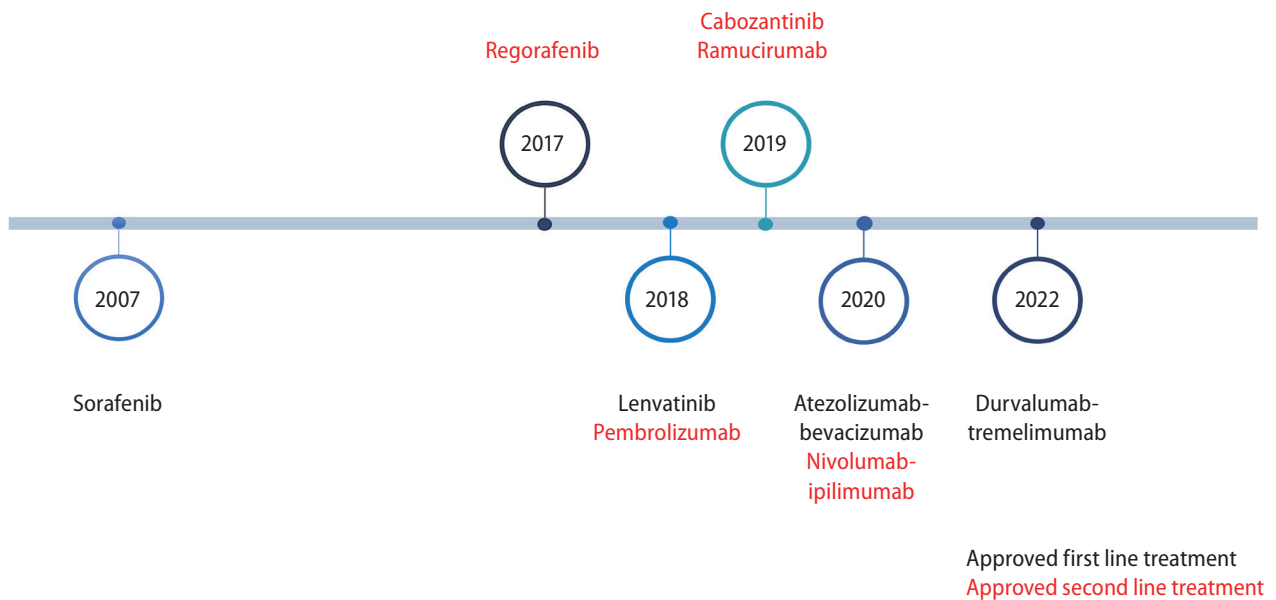 Cabozantinib
Regorafenib
Ramucirumab
2017
2019
2007
2018
2020
2022
Sorafenib
Lenvatinib
Pembrolizumab
Atezolizumab-
bevacizumab
Nivolumab-
ipilimumab
Durvalumab-
tremelimumab
Approved first line treatment
Approved second line treatment